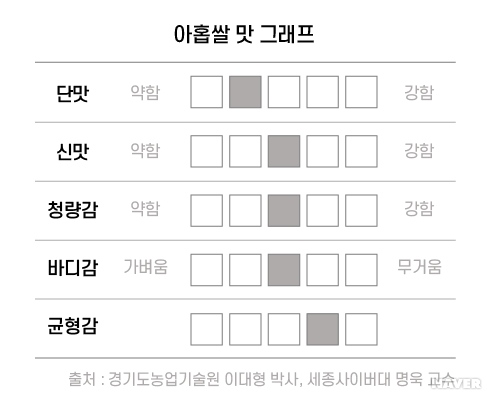 아홉쌀 맛 그래프
단맛 약함 강함
신맛 약함 강함
청량감 약함 강함
바디감 가벼움 무거움
균형감
출처 : 경기도농업기술원 이대형 박사, 세종사이버대 명욱 교수
NAVER